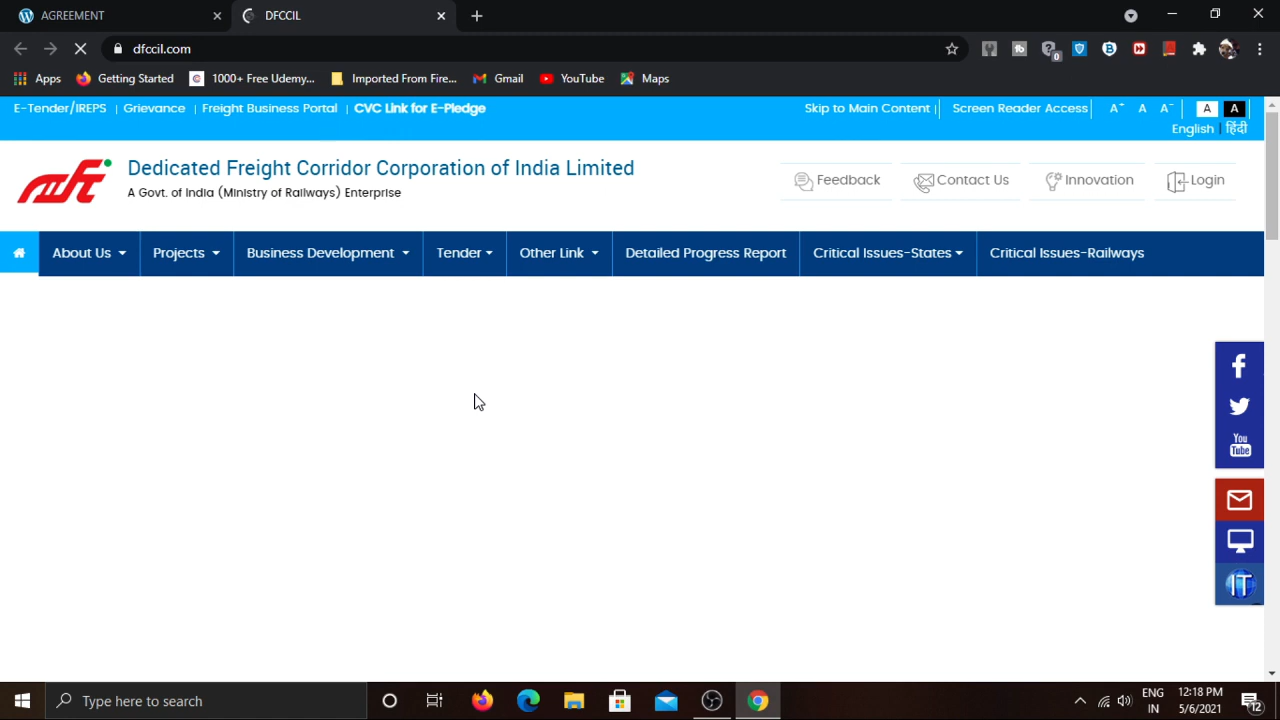 AGREEMENT
DFCCIL
dfccil.com
0
Apps
Getting Started
1000+ Free Udemy...
Imported From Fire...
Gmail
YouTube
Maps
E-Tender/IREPS | Grievance | Freight Business Portal | CVC Link for E-Pledge
Skip to Main Content | Screen Reader Access | A+ A A- | A A |
English | हिंदी
Dedicated Freight Corridor Corporation of India Limited
A Govt. of India (Ministry of Railways) Enterprise
Feedback
Contact Us
Innovation
Login
About Us
Projects
Business Development
Tender
Other Link
Detailed Progress Report
Critical Issues-States
Critical Issues-Railways
You
Tube
IT
Type here to search
ENG
IN
12:18 PM
5/6/2021
12